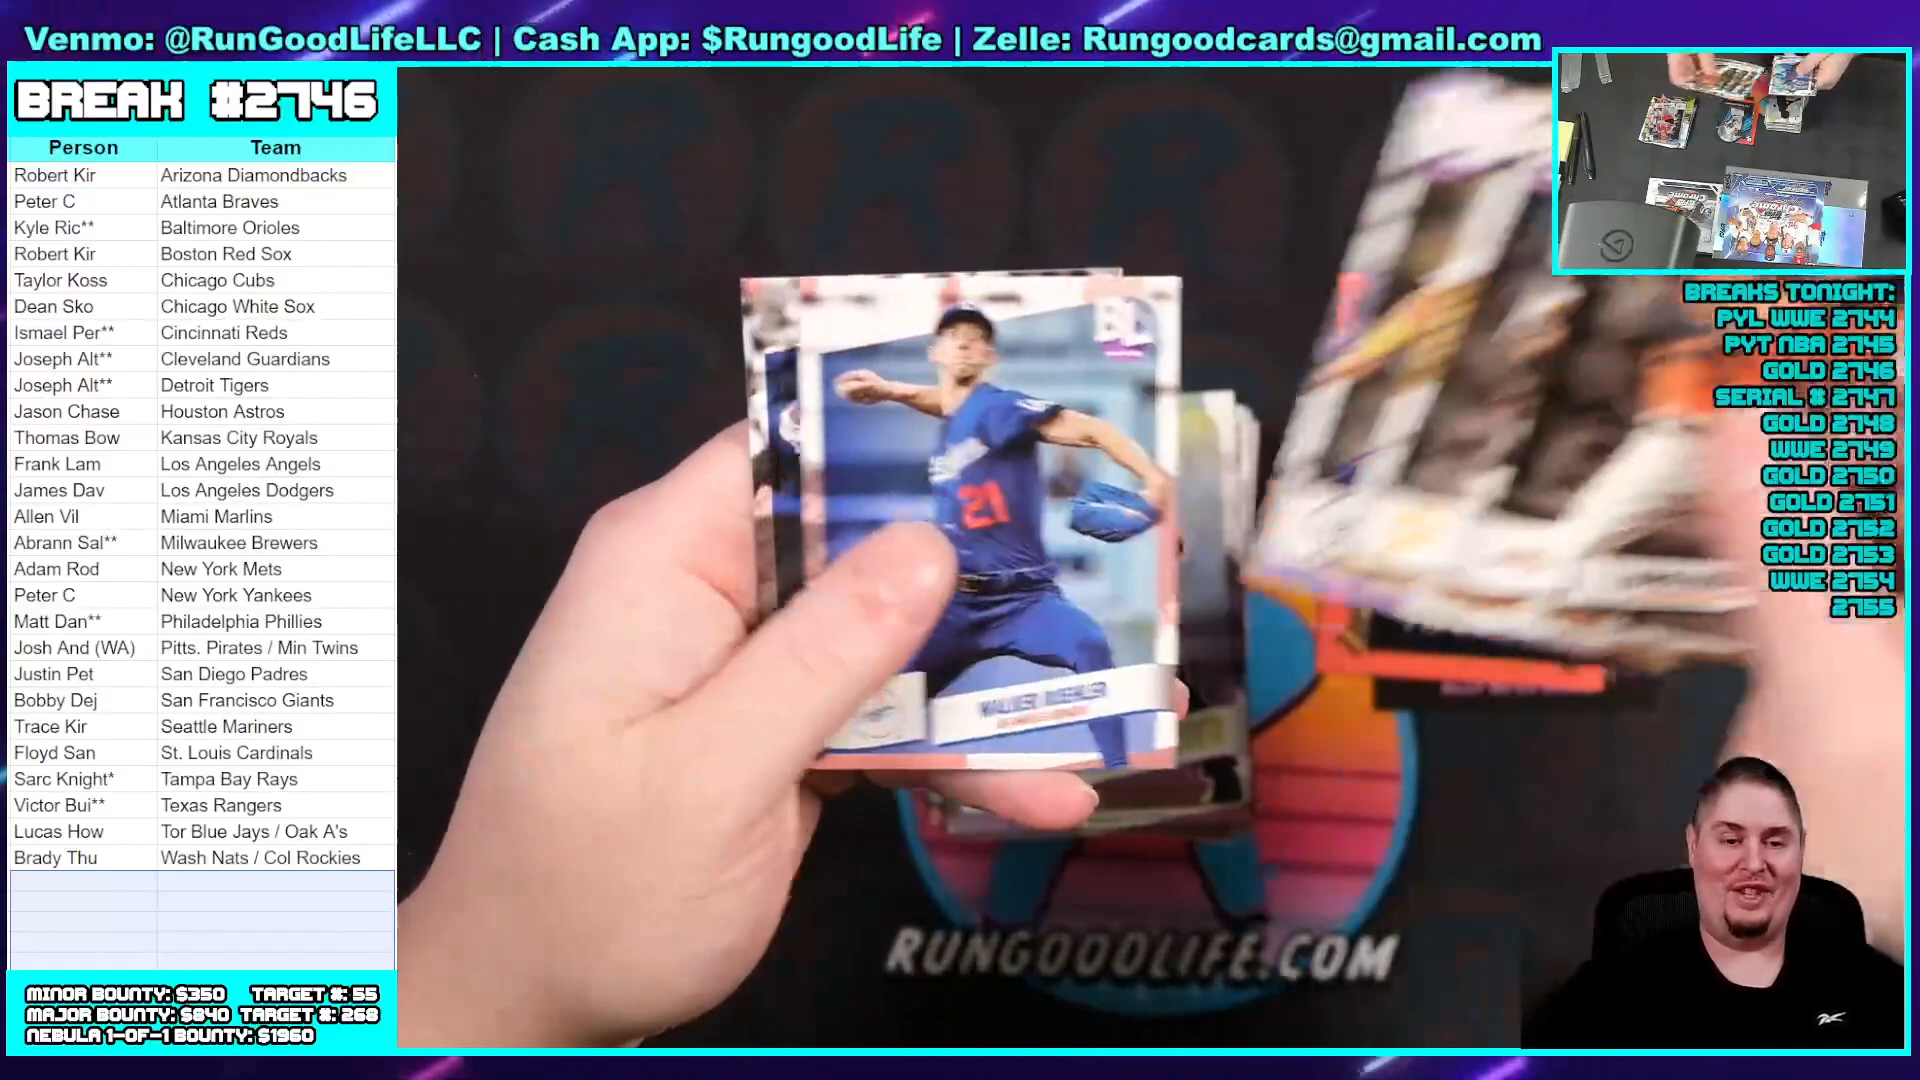 Venmo: @RunGoodLifeLLC | Cash App: $RungoodLife | Zelle: Rungoodcards@gmail.com
BREAK #2746
Person Team
Robert Kir Arizona Diamondbacks
Peter C Atlanta Braves
Kyle Ric** Baltimore Orioles
Robert Kir Boston Red Sox
Taylor Koss Chicago Cubs
Dean Sko Chicago White Sox
Ismael Per** Cincinnati Reds
Joseph Alt** Cleveland Guardians
Joseph Alt** Detroit Tigers
Jason Chase Houston Astros
Thomas Bow Kansas City Royals
Frank Lam Los Angeles Angels
James Dav Los Angeles Dodgers
Allen Vil Miami Marlins
Abrann Sal** Milwaukee Brewers
Adam Rod New York Mets
Peter C New York Yankees
Matt Dan** Philadelphia Phillies
Josh And (WA) Pitts. Pirates / Min Twins
Justin Pet San Diego Padres
Bobby Dej San Francisco Giants
Trace Kir Seattle Mariners
Floyd San St. Louis Cardinals
Sarc Knight* Tampa Bay Rays
Victor Bui** Texas Rangers
Lucas How Tor Blue Jays / Oak A's
Brady Thu Wash Nats / Col Rockies
MINOR BOUNTY: $350 TARGET #: 55
MAJOR BOUNTY: $840 TARGET #: 268
NEBULA 1-OF-1 BOUNTY: $1960
21
WALKER BUEHLER
RUNGOODLIFE.COM
BREAKS TONIGHT:
PYL WWE 2744
PYT NBA 2745
GOLD 2746
SERIAL # 2747
GOLD 2748
WWE 2749
GOLD 2750
GOLD 2751
GOLD 2752
GOLD 2753
WWE 2754
2755